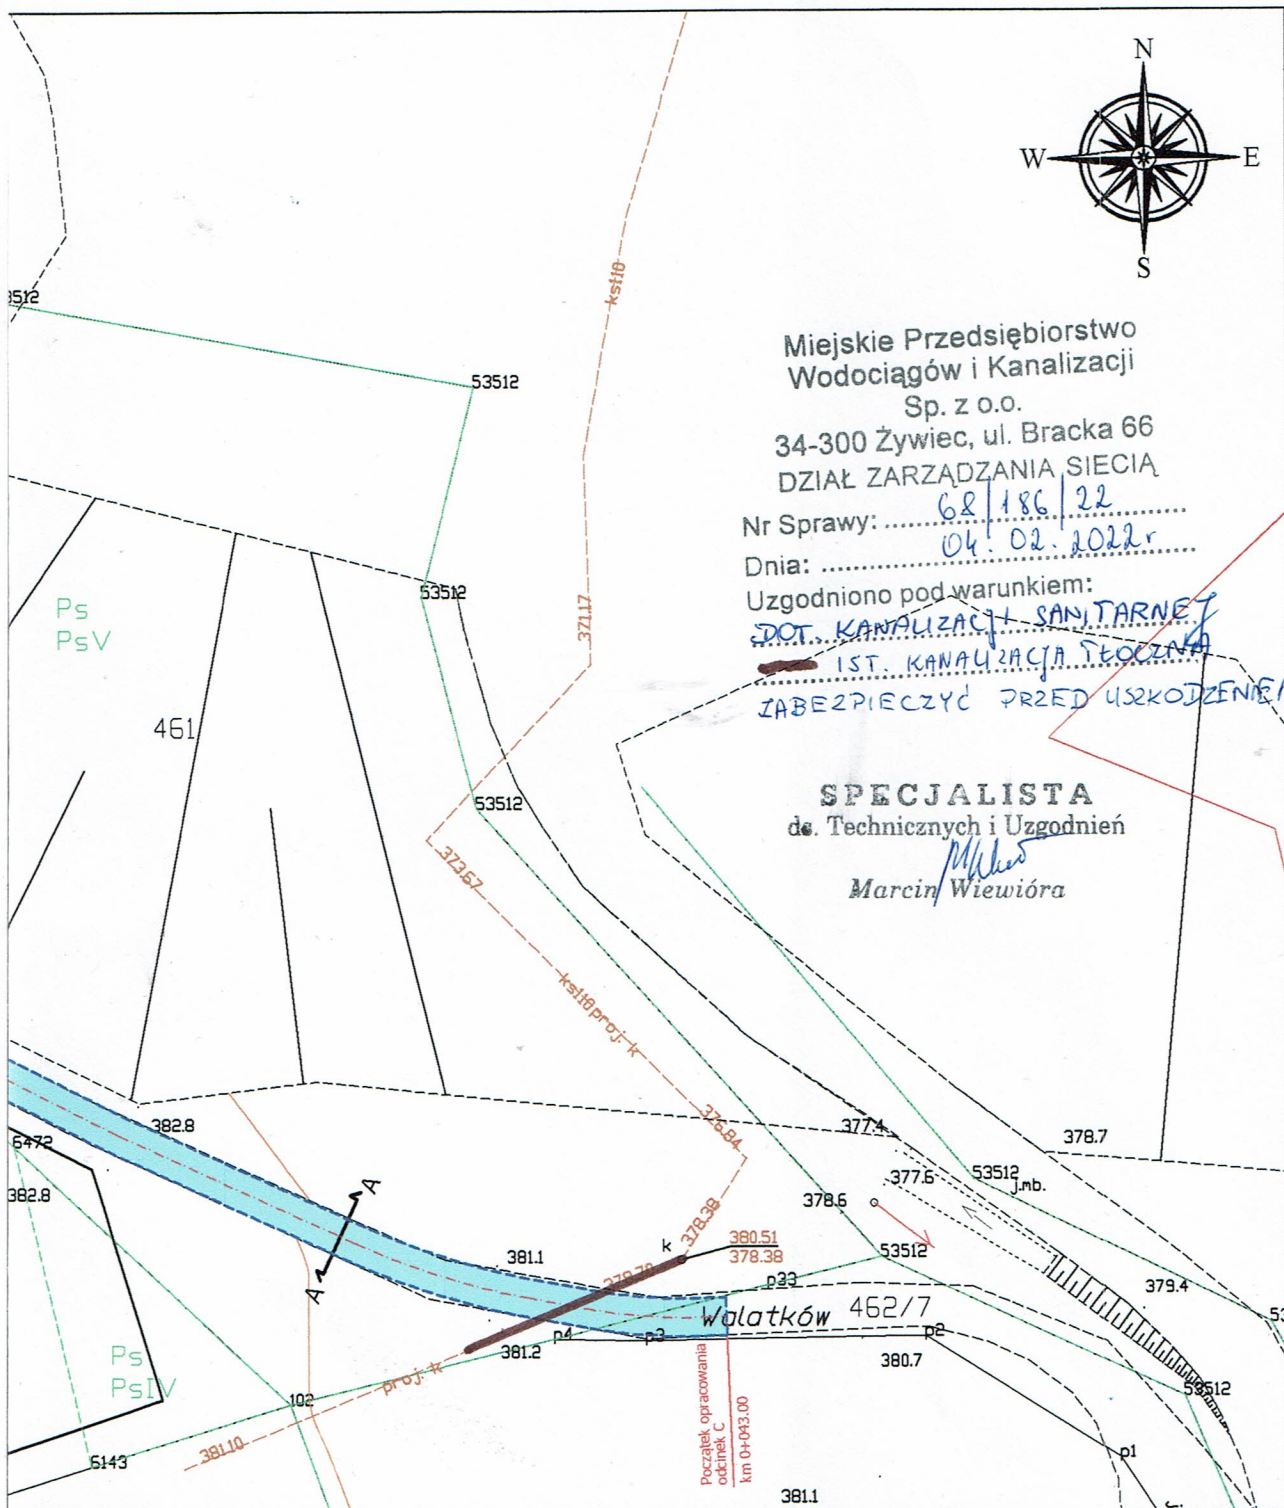 N
W E
S
kst10
53512
53512
Miejskie Przedsiębiorstwo
Wodociągów i Kanalizacji
Sp. z o.o.
34-300 Żywiec, ul. Bracka 66
DZIAŁ ZARZĄDZANIA SIECIĄ
Nr Sprawy: 68/186/22
Dnia: 04.02.2022r
Uzgodniono pod warunkiem:
DOT. KANALIZACJI SANITARNEJ
IST. KANALIZACJA TŁOCZNA
ZABEZPIECZYĆ PRZED USZKODZENIEM
SPECJALISTA
ds. Technicznych i Uzgodnień
Marcin Wiewióra
53512
Ps
PsV
371.17
461
53512
373.67
ks110proj. k
376.84
382.8
377.4
378.7
6472
382.8
A
A
377.6
53512
j.mb.
378.6
378.38
k
380.51
378.38
381.1
53512
p33
379.4
Walatków 462/7
p4
p3
p2
381.2
380.7
Ps
PsIV
proj. k
102
53512
381.10
6143
Początek opracowania
odcinek C
km 0+043.00
p1
381.1